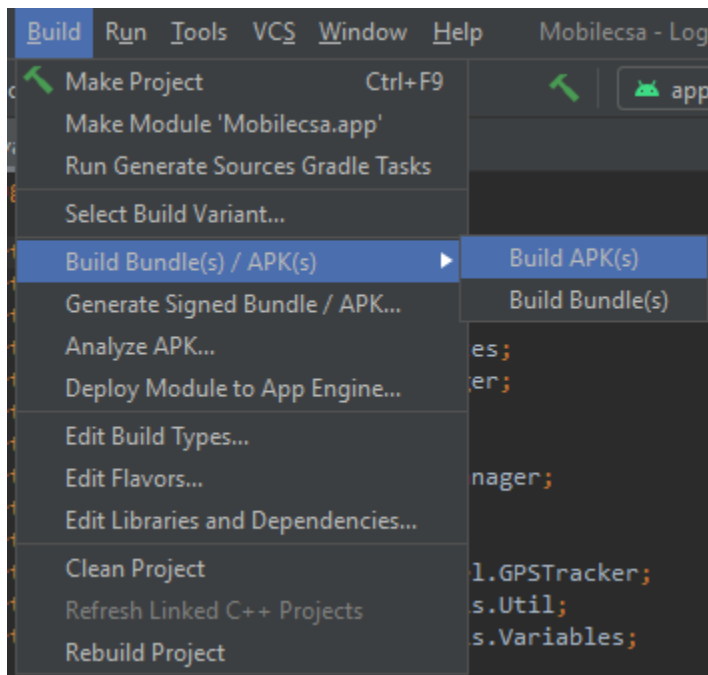 Build Run Tools VCS Window Help Mobilecsa - Log
Make Project Ctrl+F9
app
Make Module 'Mobilecsa.app'
Run Generate Sources Gradle Tasks
Select Build Variant...
Build Bundle(s) / APK(s)
Build APK(s)
Generate Signed Bundle / APK...
Build Bundle(s)
Analyze APK...
es;
Deploy Module to App Engine...
er;
Edit Build Types...
Edit Flavors...
nager;
Edit Libraries and Dependencies...
Clean Project
l.GPSTracker;
Refresh Linked C++ Projects
s.Util;
Rebuild Project
s.Variables;